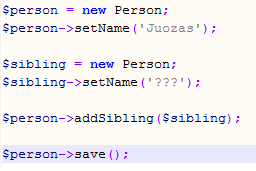 $person = new Person;
$person->setName('Juozas');
$sibling = new Person;
$sibling->setName('???');
$person->addSibling($sibling);
$person->save();